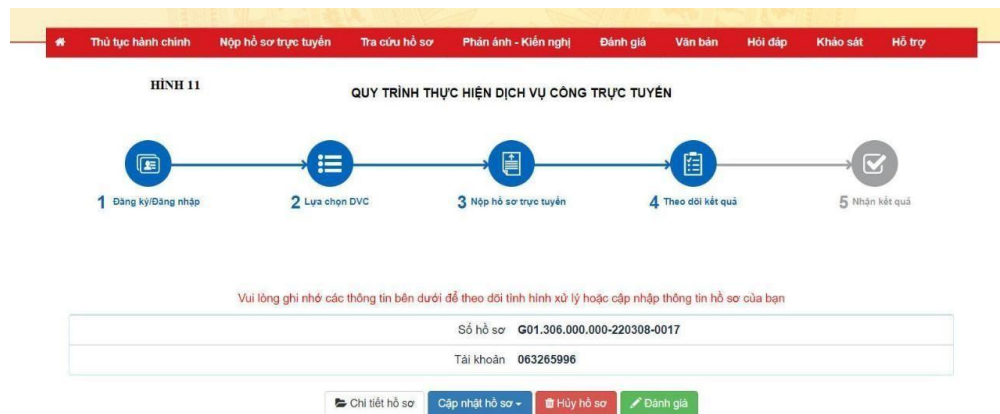 Thủ tục hành chính Nộp hồ sơ trực tuyến Tra cứu hồ sơ Phản ánh - Kiến nghị Đánh giá Văn bản Hỏi đáp Khảo sát Hỗ trợ
HÌNH 11
QUY TRÌNH THỰC HIỆN DỊCH VỤ CÔNG TRỰC TUYẾN
1 Đăng ký/Đăng nhập 2 Lựa chọn DVC 3 Nộp hồ sơ trực tuyến 4 Theo dõi kết quả 5 Nhận kết quả
Vui lòng ghi nhớ các thông tin bên dưới để theo dõi tình hình xử lý hoặc cập nhập thông tin hồ sơ của bạn
Số hồ sơ G01.306.000.000-220308-0017
Tài khoản 063265996
Chi tiết hồ sơ Cập nhật hồ sơ Hủy hồ sơ Đánh giá